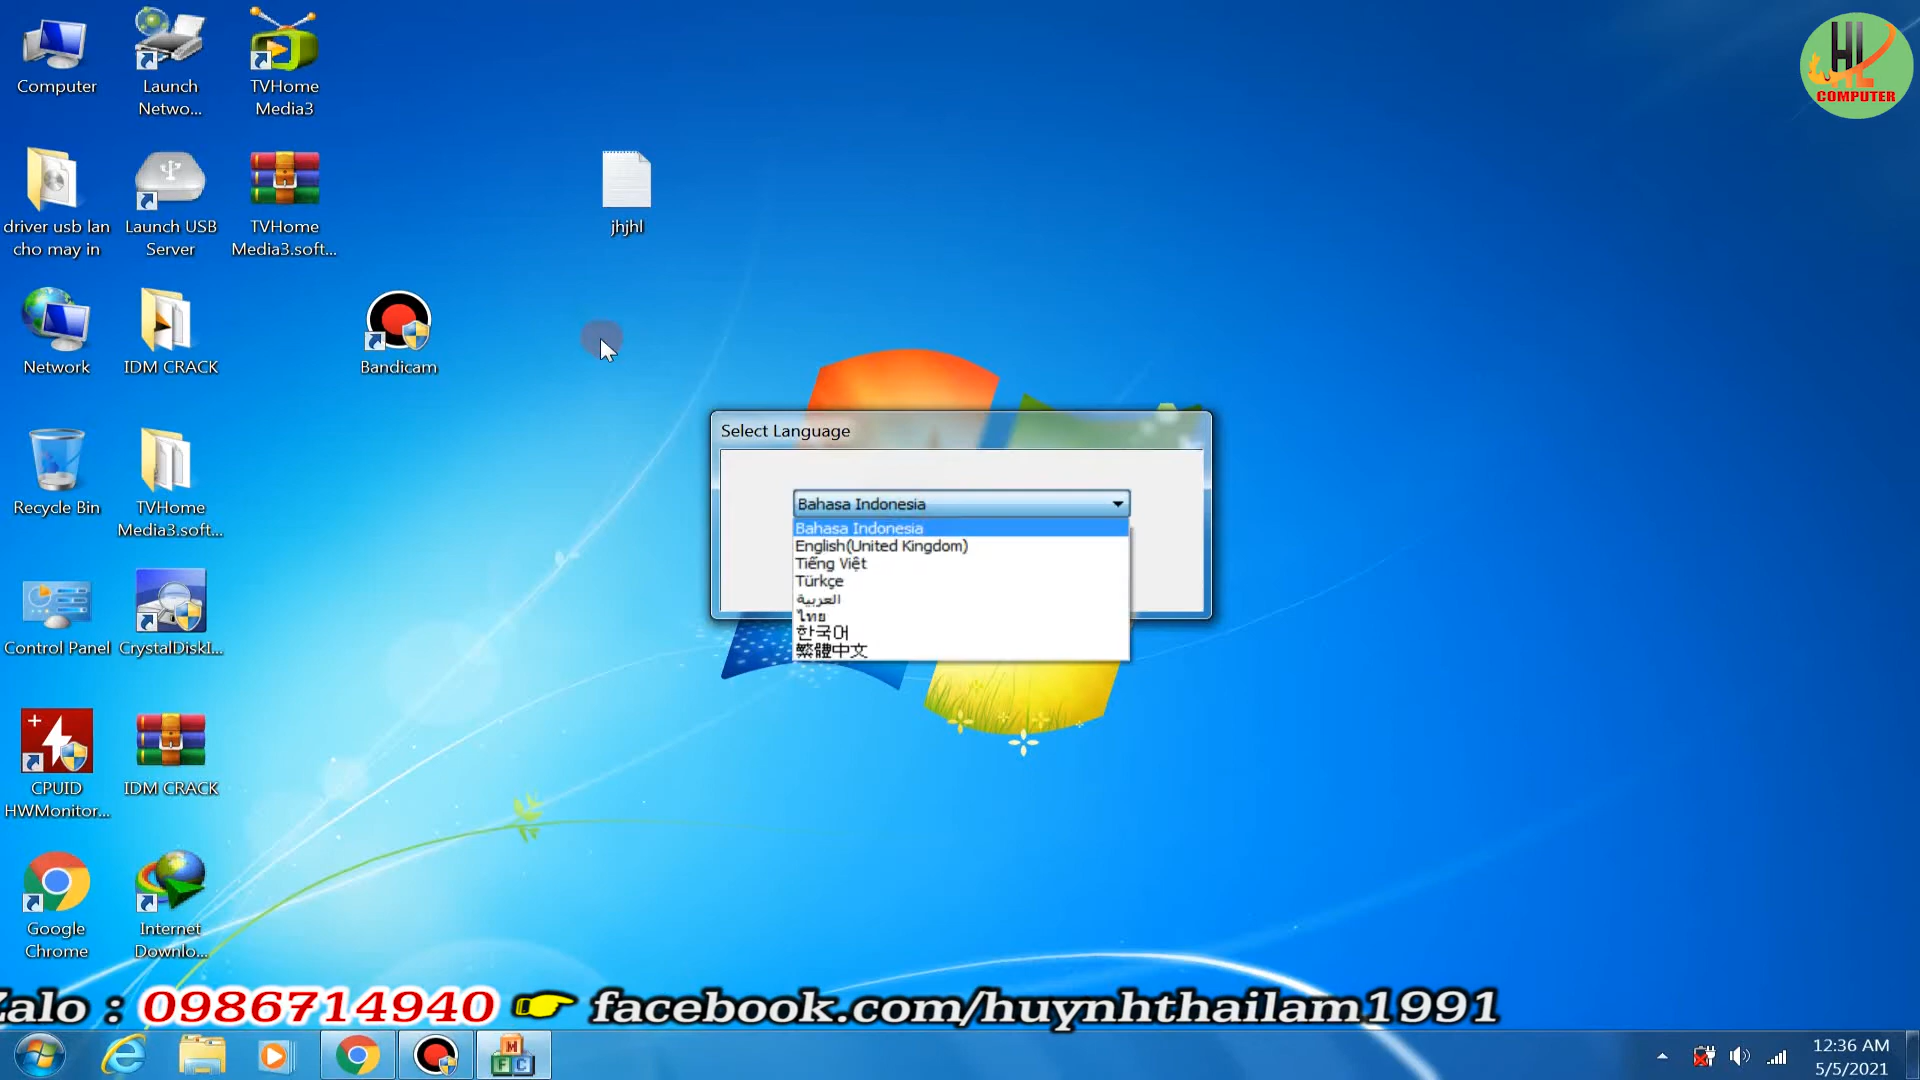 Computer
Launch
Netwo...
TVHome
Media3
HL
COMPUTER
driver usb lan
cho may in
Launch USB
Server
TVHome
Media3.soft...
jhjhl
Network
IDM CRACK
Bandicam
Select Language
Bahasa Indonesia
Bahasa Indonesia
English(United Kingdom)
Tiếng Việt
Türkçe
العربية
ไทย
한국어
繁體中文
Recycle Bin
TVHome
Media3.soft...
Control Panel
CrystalDiskI...
CPUID
HWMonitor...
IDM CRACK
Google
Chrome
Internet
Downlo...
Zalo : 0986714940 👉 facebook.com/huynhthailam1991
M
F C
12:36 AM
5/5/2021